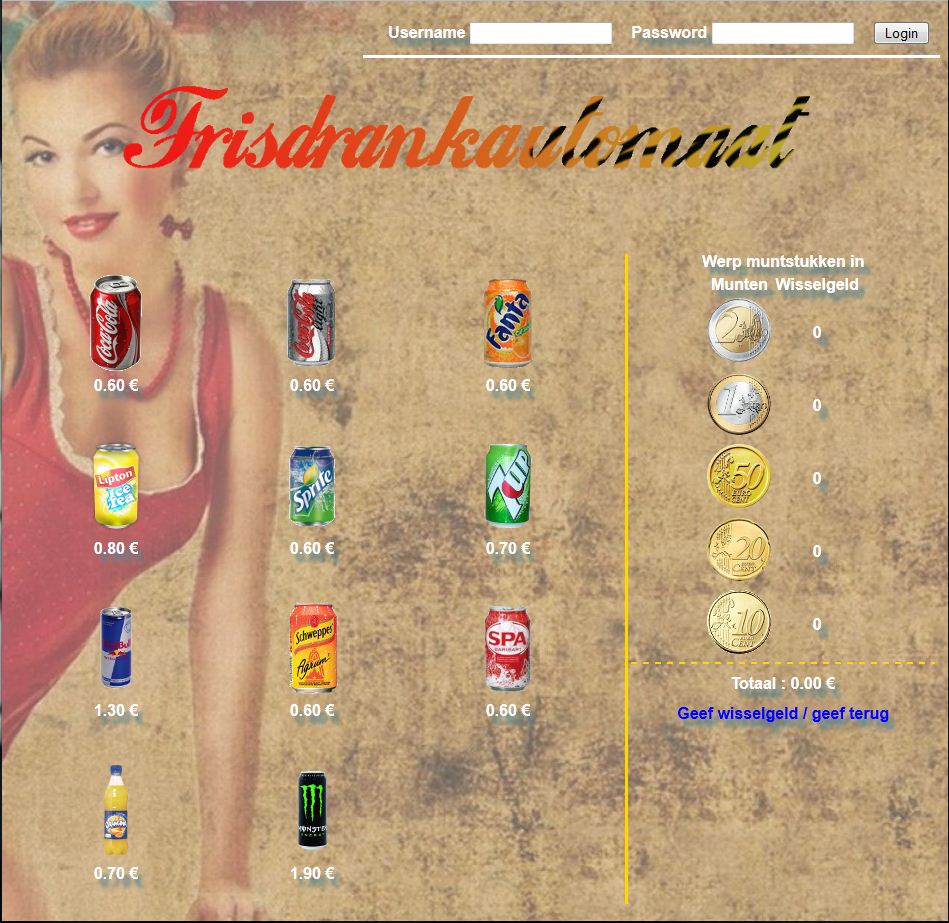 Username Password Login
Frisdrankautomaat
Werp muntstukken in
Munten Wisselgeld
Coca-Cola
Coca-Cola light
Fanta
2 EURO 0
0.60 € 0.60 € 0.60 €
1 EURO 0
Lipton
Ice
Tea
Sprite
7UP
50 EURO CENT 0
0.80 € 0.60 € 0.70 €
20 EURO CENT 0
Red Bull
Schweppes
Agrum'
SPA
BARISART
10 EURO CENT 0
Totaal : 0.00 €
1.30 € 0.60 € 0.60 €
Geef wisselgeld / geef terug
MONSTER
ENERGY
0.70 € 1.90 €